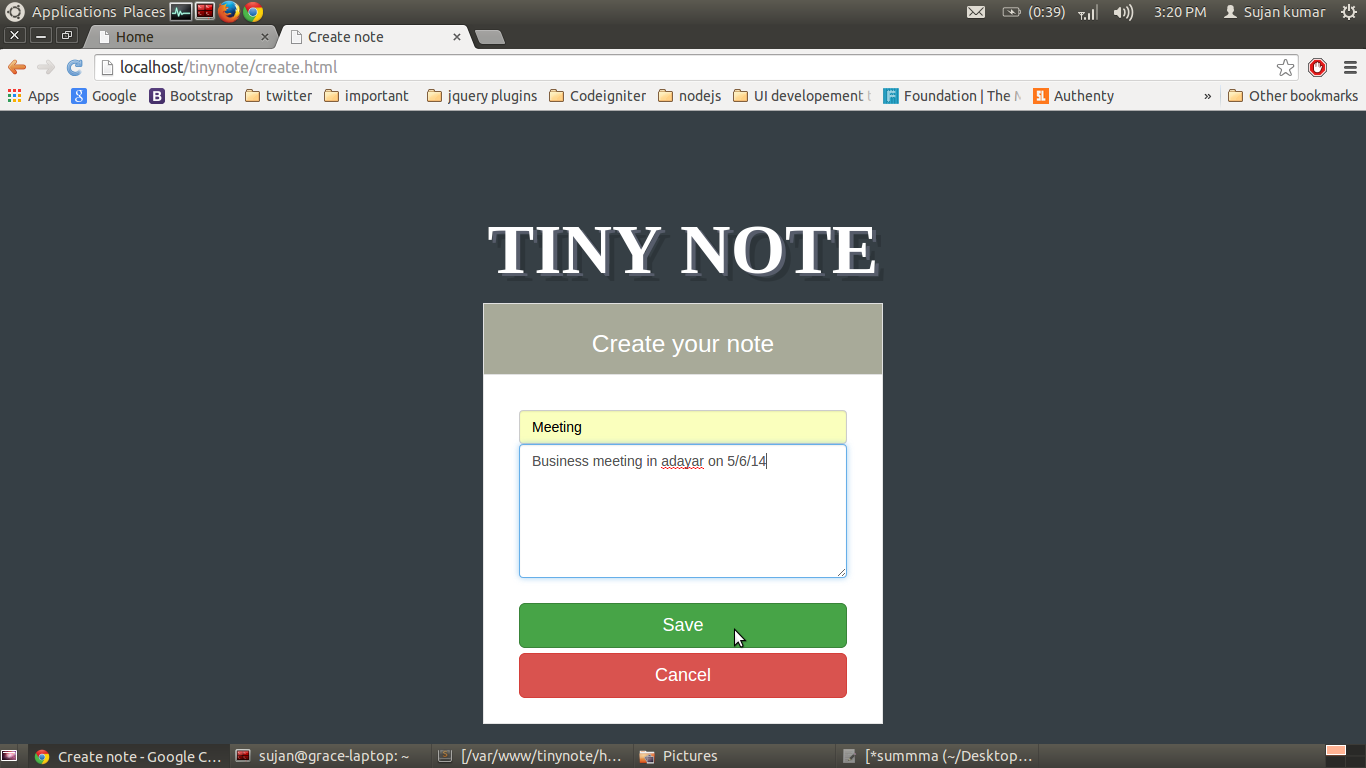 Applications Places (0:39) 3:20 PM Sujan kumar
Home Create note
localhost/tinynote/create.html
Apps Google Bootstrap twitter important jquery plugins Codeigniter nodejs UI developement Foundation | The Authenty » Other bookmarks
TINY NOTE
Create your note
Meeting
Business meeting in adayar on 5/6/14
Save
Cancel
Create note - Google C... sujan@grace-laptop: ~ [/var/www/tinynote/h... Pictures [*summma (~/Desktop...